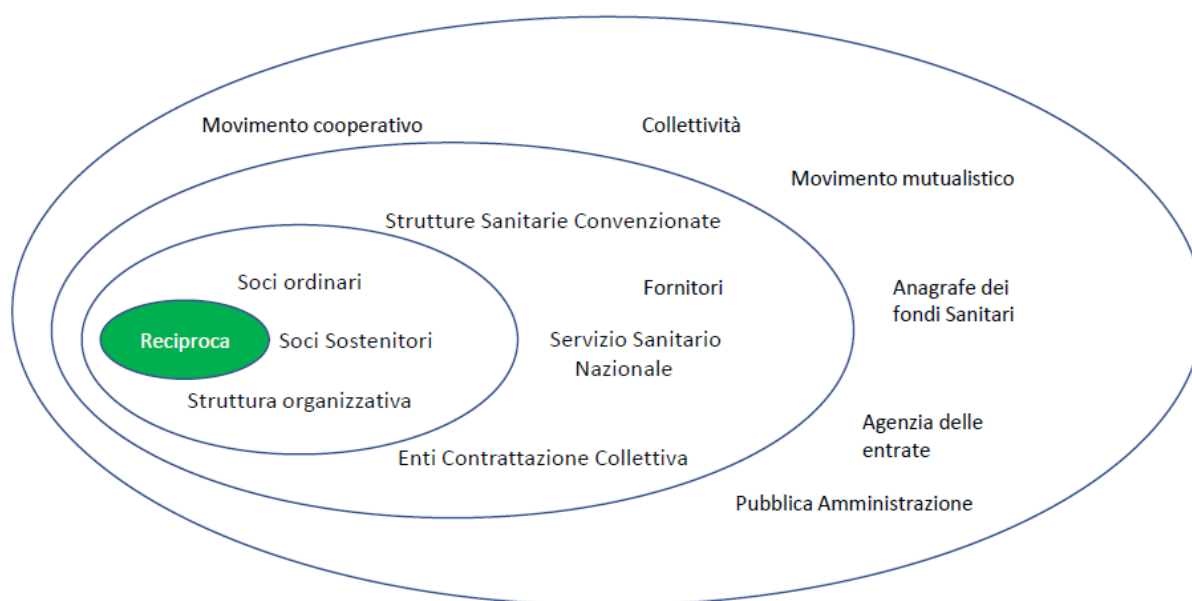 Movimento cooperativo
Collettività
Movimento mutualistico
Strutture Sanitarie Convenzionate
Soci ordinari
Fornitori
Anagrafe dei
fondi Sanitari
Reciproca
Soci Sostenitori
Servizio Sanitario
Nazionale
Struttura organizzativa
Agenzia delle
entrate
Enti Contrattazione Collettiva
Pubblica Amministrazione